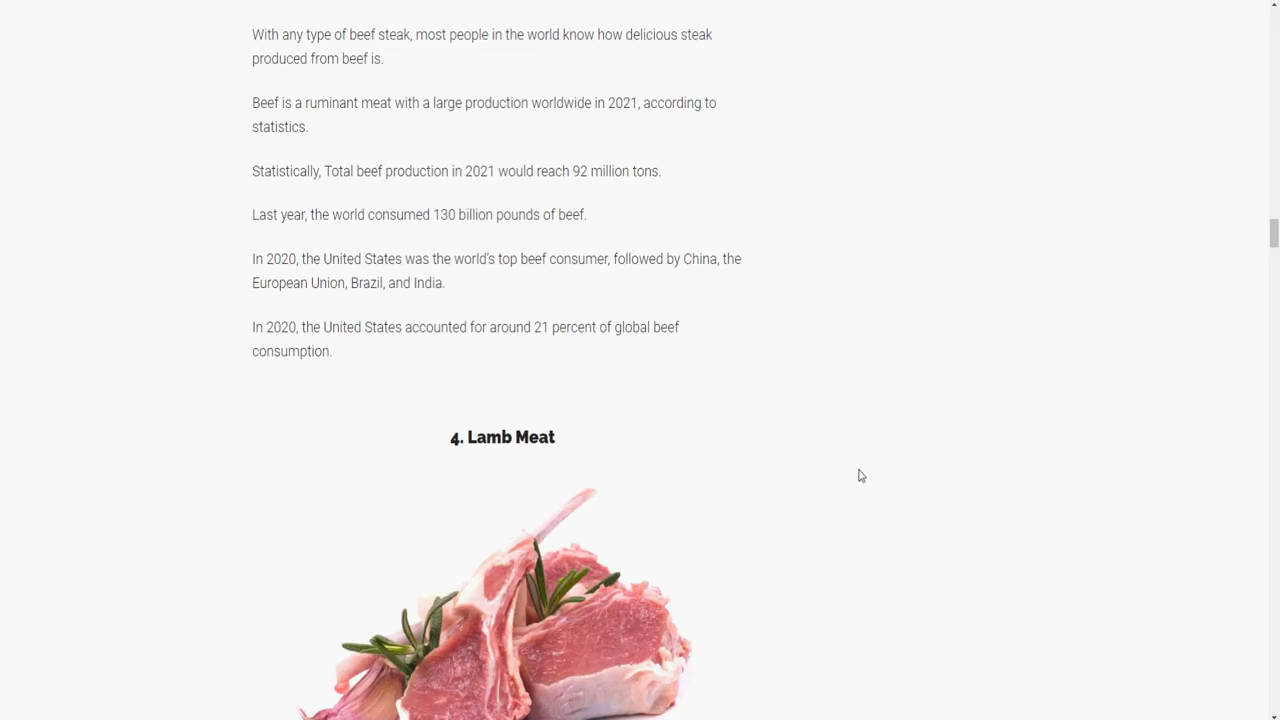 With any type of beef steak, most people in the world know how delicious steak
produced from beef is.
Beef is a ruminant meat with a large production worldwide in 2021, according to
statistics.
Statistically, Total beef production in 2021 would reach 92 million tons.
Last year, the world consumed 130 billion pounds of beef.
In 2020, the United States was the world’s top beef consumer, followed by China, the
European Union, Brazil, and India.
In 2020, the United States accounted for around 21 percent of global beef
consumption.
4. Lamb Meat